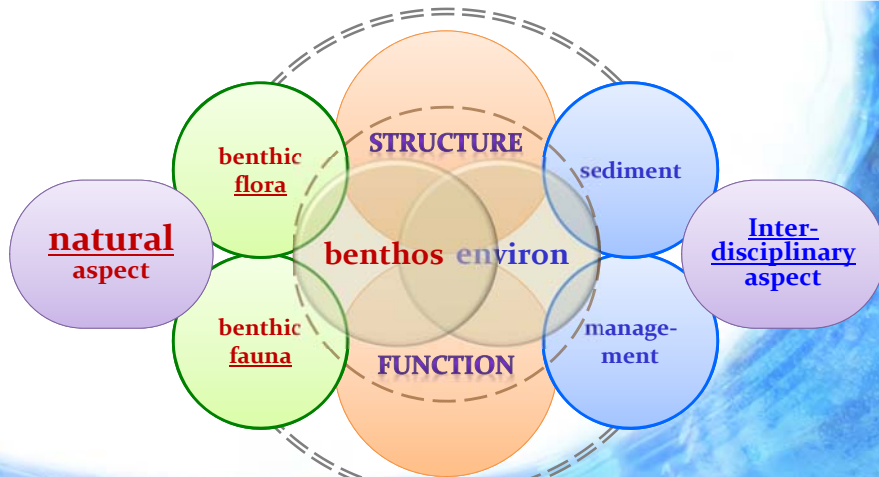 STRUCTURE
benthic
flora
sediment
natural
aspect
benthos
environ
Inter-
disciplinary
aspect
benthic
fauna
manage-
ment
FUNCTION